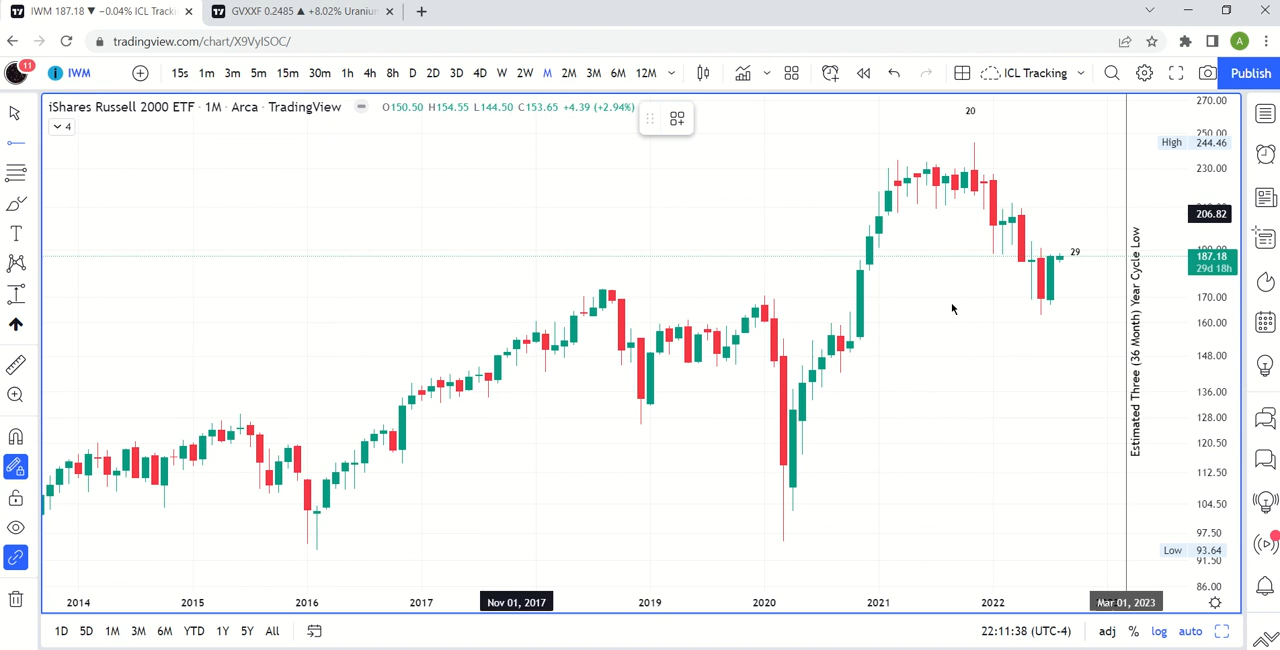 IWM 187.18 ▼ −0.04% ICL Tracki
GVXXF 0.2485 ▲ +8.02% Uraniu
tradingview.com/chart/X9VyISOC/
A
11
IWM
15s 1m 3m 5m 15m 30m 1h 4h 8h D 2D 3D 4D W 2W M 2M 3M 6M 12M
ICL Tracking
Publish
iShares Russell 2000 ETF · 1M · Arca · TradingView
O150.50 H154.55 L144.50 C153.65 +4.39 (+2.94%)
4
20
29
Estimated Three (36 Month) Year Cycle Low
270.00
250.00
High 244.46
230.00
206.82
190.00
187.18
29d 18h
170.00
160.00
148.00
136.00
128.00
120.50
112.50
104.50
97.50
Low 93.64
91.50
86.00
2014 2015 2016 2017 Nov 01, 2017 2019 2020 2021 2022 Mar 01, 2023
1D 5D 1M 3M 6M YTD 1Y 5Y All
22:11:38 (UTC-4)
adj % log auto